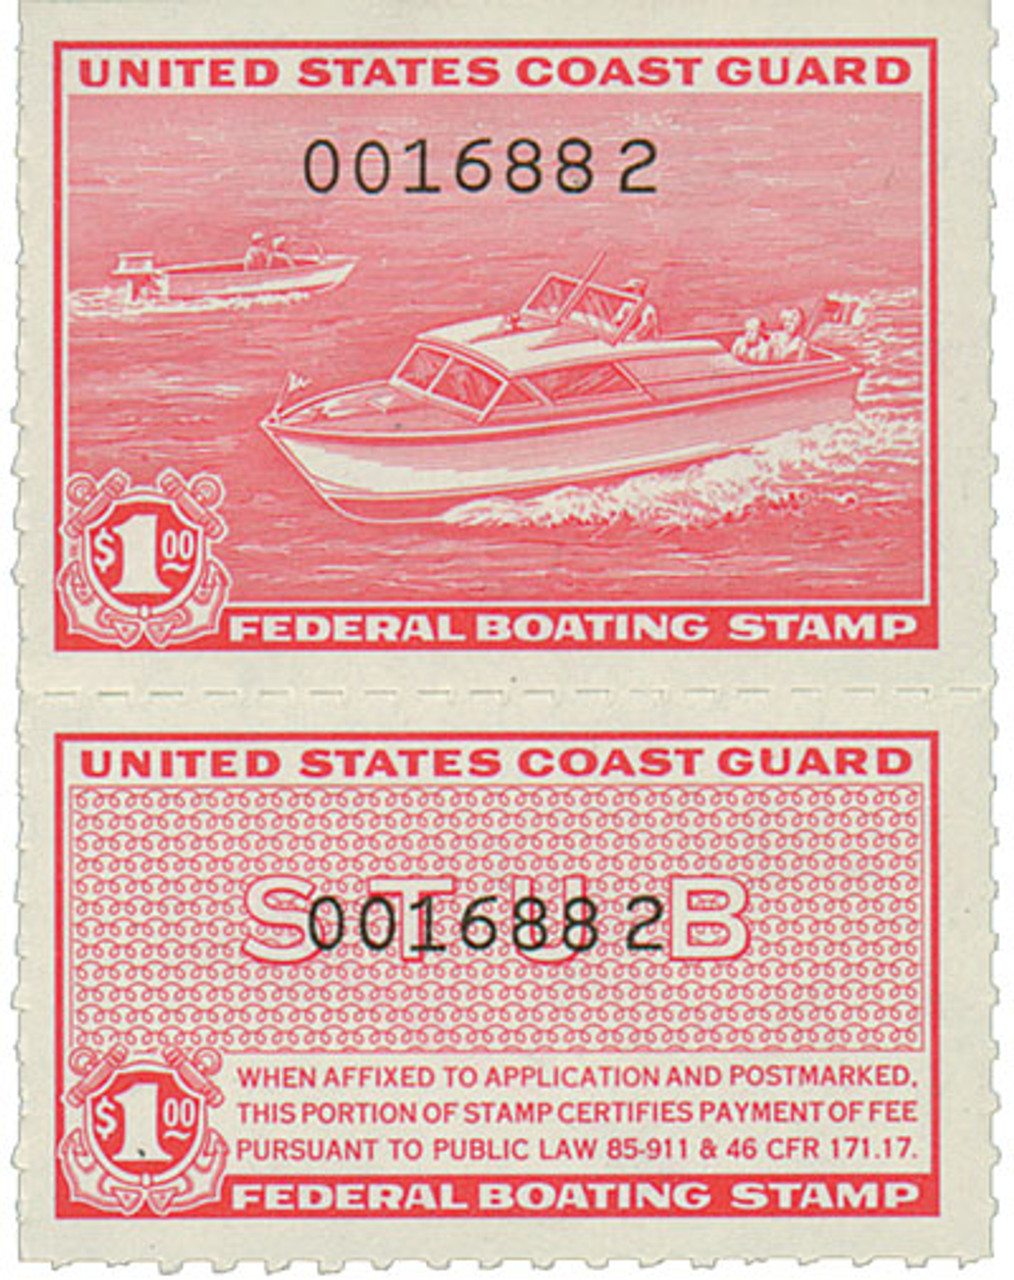 UNITED STATES COAST GUARD
0016882
$1.00
FEDERAL BOATING STAMP
UNITED STATES COAST GUARD
STUB
0016882
$1.00
WHEN AFFIXED TO APPLICATION AND POSTMARKED,
THIS PORTION OF STAMP CERTIFIES PAYMENT OF FEE
PURSUANT TO PUBLIC LAW 85-911 & 46 CFR 171.17.
FEDERAL BOATING STAMP